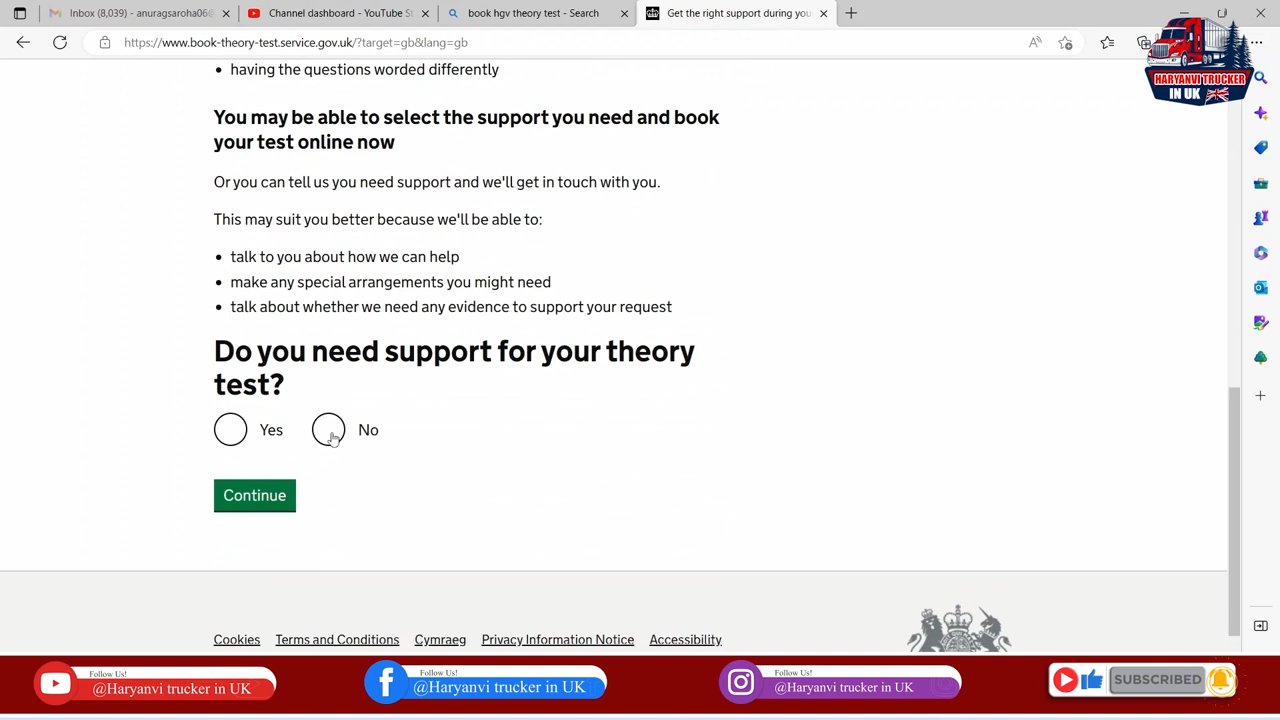 Inbox (8,039) - anuragsaroha06@
Channel dashboard - YouTube St
book hgv theory test - Search
Get the right support during you
https://www.book-theory-test.service.gov.uk/?target=gb&lang=gb
HARYANVI TRUCKER
IN UK
having the questions worded differently
You may be able to select the support you need and book
your test online now
Or you can tell us you need support and we'll get in touch with you.
This may suit you better because we'll be able to:
talk to you about how we can help
make any special arrangements you might need
talk about whether we need any evidence to support your request
Do you need support for your theory
test?
Yes
No
Continue
Cookies
Terms and Conditions
Cymraeg
Privacy Information Notice
Accessibility
Follow Us!
@Haryanvi trucker in UK
Follow Us!
@Haryanvi trucker in UK
Follow Us!
@Haryanvi trucker in UK
SUBSCRIBED